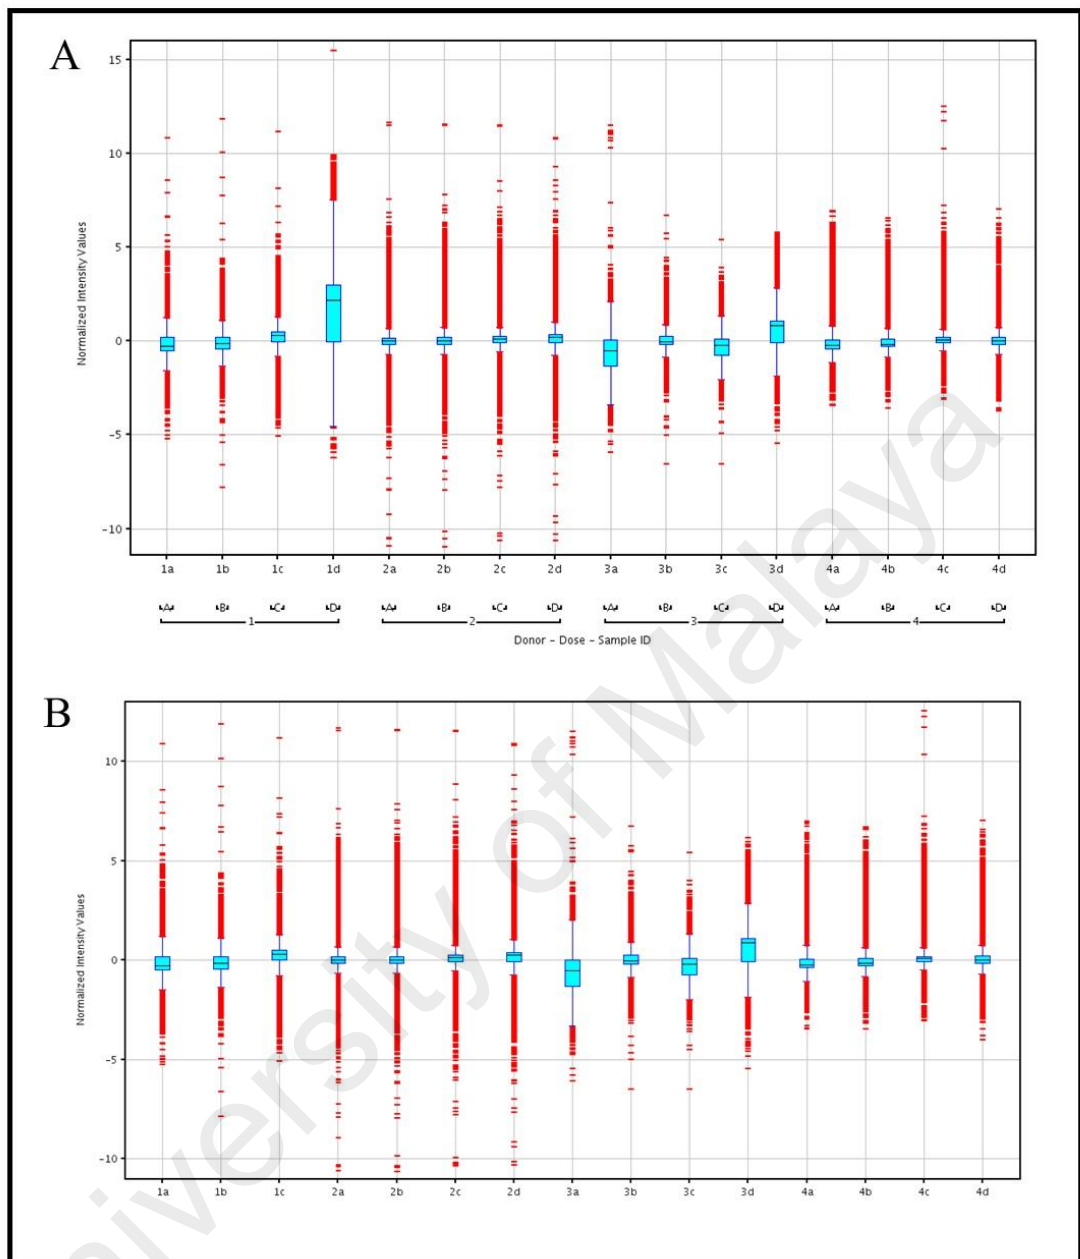 A
15
10
5
0
-5
-10
Normalized Intensity Values
1a 1b 1c 1d 2a 2b 2c 2d 3a 3b 3c 3d 4a 4b 4c 4d
A B C D A B C D A B C D A B C D
1 2 3 4
Donor - Dose - Sample ID
B
10
5
0
-5
-10
Normalized Intensity Values
1a 1b 1c 2a 2b 2c 2d 3a 3b 3c 3d 4a 4b 4c 4d
University of Malaya